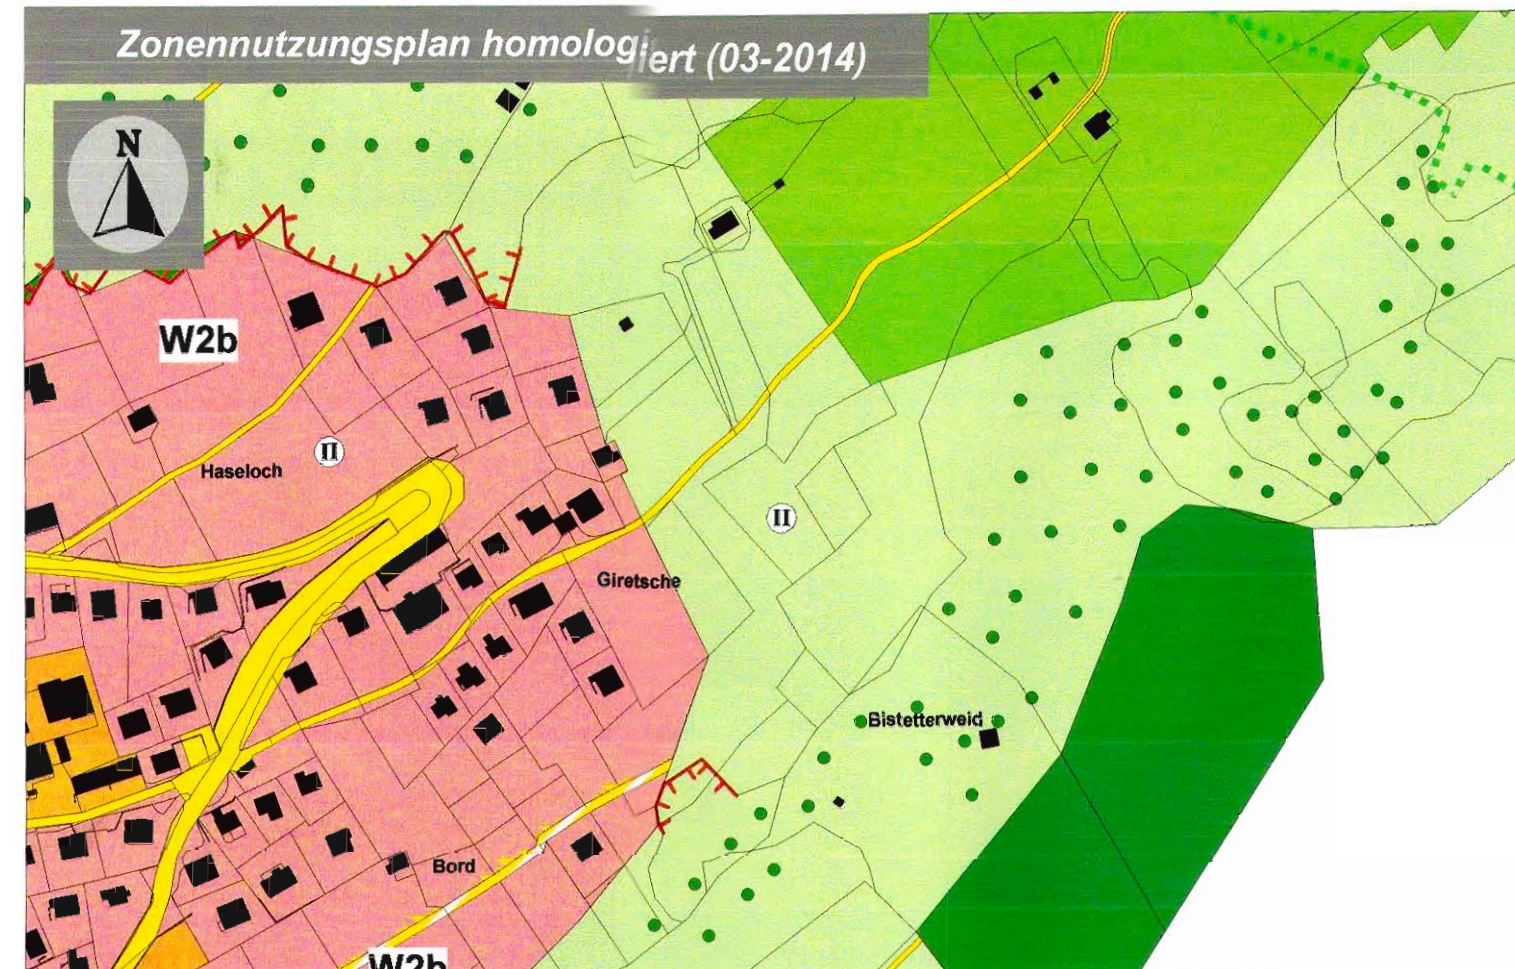 Zonennutzungsplan homologiert (03-2014)
N
W2b
II
Haseloch
II
Giretsche
Bistetterweid
Bord
W2b